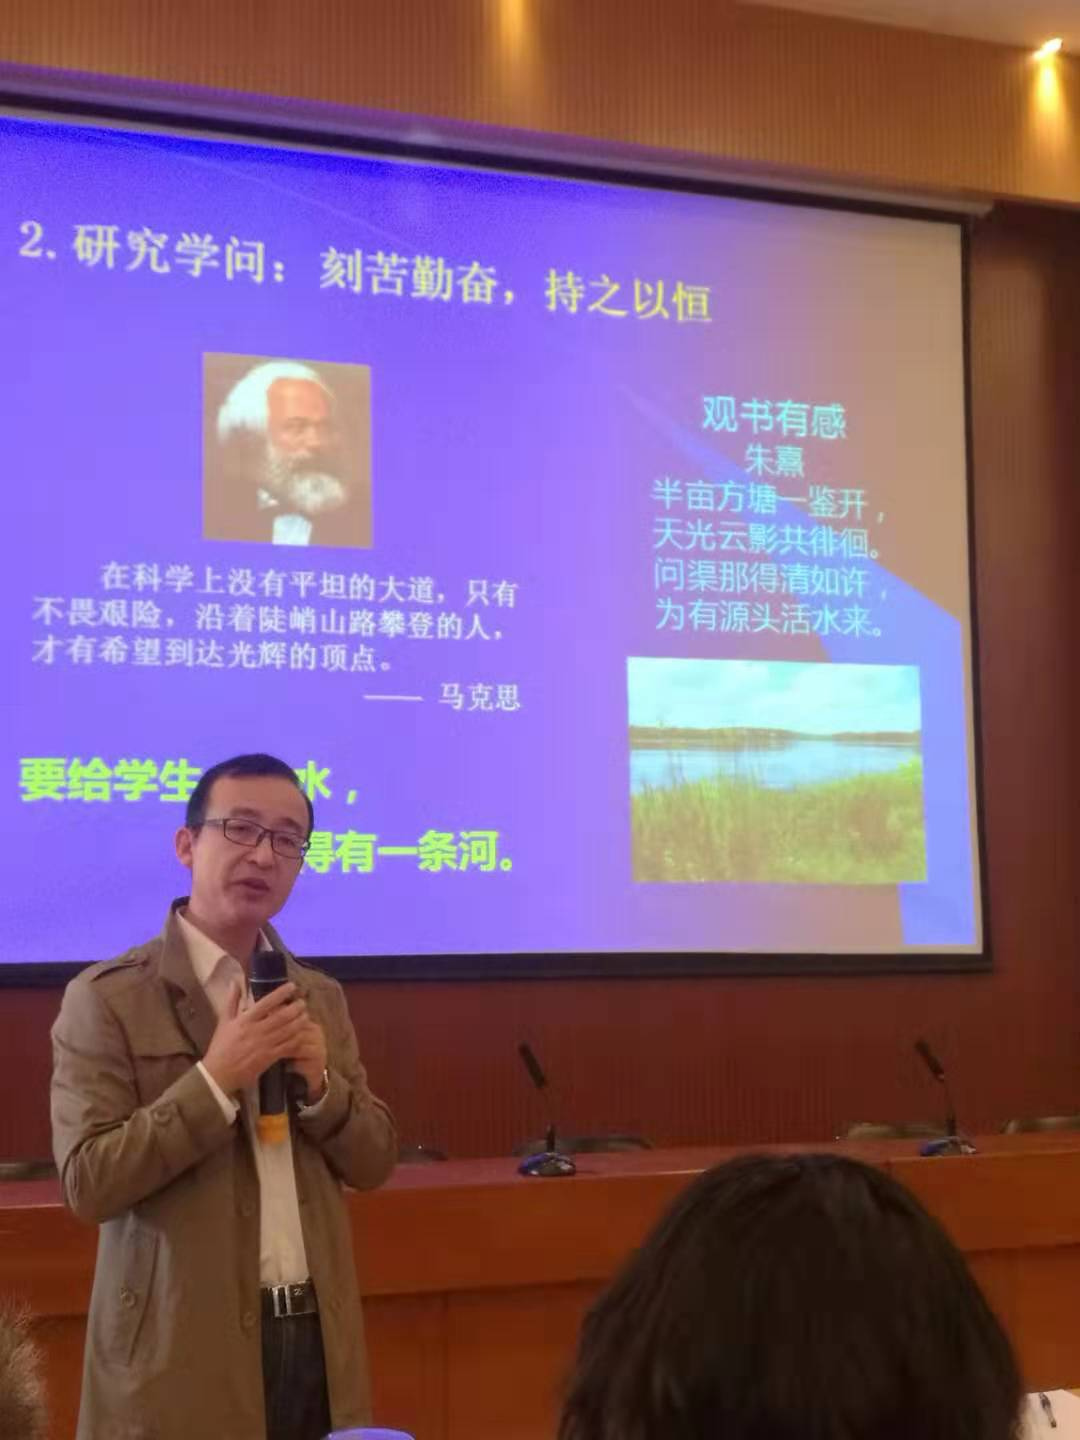 2. 研究学问：刻苦勤奋，持之以恒
在科学上没有平坦的大道，只有
不畏艰险，沿着陡峭山路攀登的人，
才有希望到达光辉的顶点。
—— 马克思
观书有感
朱熹
半亩方塘一鉴开，
天光云影共徘徊。
问渠那得清如许，
为有源头活水来。
要给学生 水，
得有一条河。